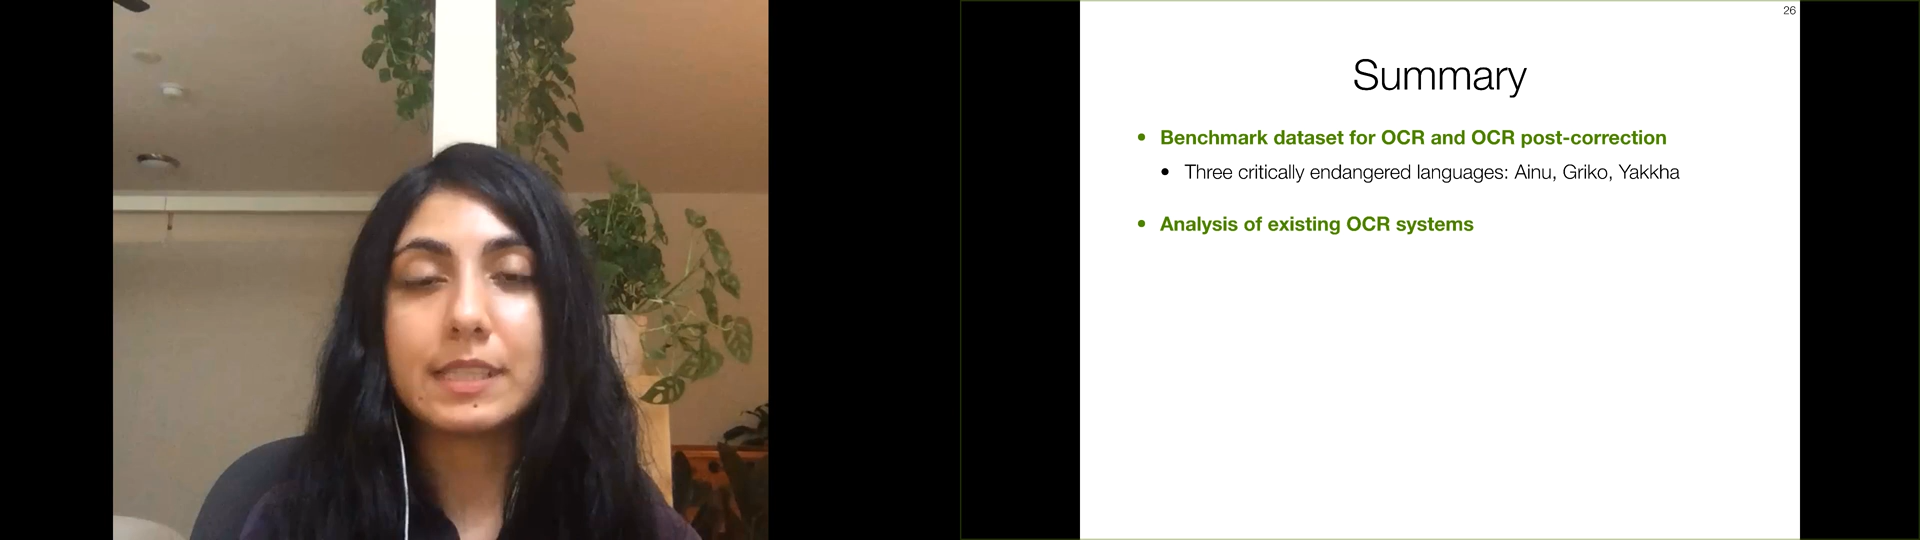 26
Summary
• Benchmark dataset for OCR and OCR post-correction
• Three critically endangered languages: Ainu, Griko, Yakkha
• Analysis of existing OCR systems